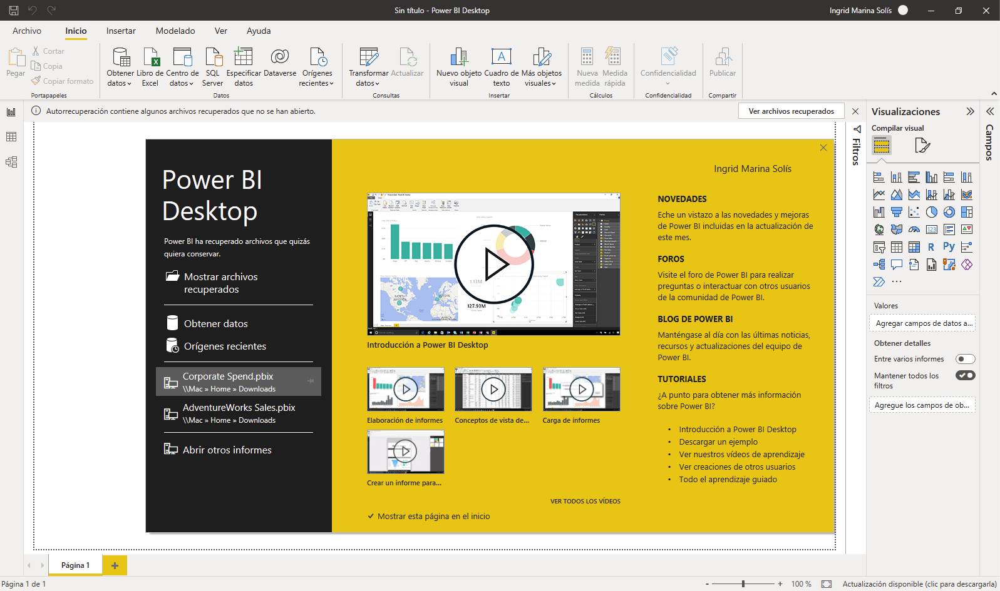 Sin título - Power BI Desktop
Ingrid Marina Solís
Archivo
Inicio
Insertar
Modelado
Ver
Ayuda
Pegar
Cortar
Copia
Copiar formato
Portapapeles
Obtener datos
Libro de Excel
Centro de datos
SQL Server
Especificar datos
Dataverse
Orígenes recientes
Datos
Transformar datos
Actualizar
Consultas
Nuevo objeto visual
Cuadro de texto
Más objetos visuales
Insertar
Nueva medida
Medida rápida
Cálculos
Confidencialidad
Confidencialidad
Publicar
Compartir
Autorrecuperación contiene algunos archivos recuperados que no se han abierto.
Ver archivos recuperados
Power BI
Desktop
Power BI ha recuperado archivos que quizás
quiera conservar.
Mostrar archivos
recuperados
Obtener datos
Orígenes recientes
Corporate Spend.pbix
\\Mac » Home » Downloads
AdventureWorks Sales.pbix
\\Mac » Home » Downloads
Abrir otros informes
1.13M
127.93M
NORTH
AMERICA
EUROPE
AFRICA
Introducción a Power BI Desktop
Elaboración de informes
Conceptos de vista de...
Carga de informes
Crear un informe para...
VER TODOS LOS VÍDEOS
Mostrar esta página en el inicio
Ingrid Marina Solís
NOVEDADES
Eche un vistazo a las novedades y mejoras
de Power BI incluidas en la actualización de
este mes.
FOROS
Visite el foro de Power BI para realizar
preguntas o interactuar con otros usuarios
de la comunidad de Power BI.
BLOG DE POWER BI
Manténgase al día con las últimas noticias,
recursos y actualizaciones del equipo de
Power BI.
TUTORIALES
¿A punto para obtener más información
sobre Power BI?
• Introducción a Power BI Desktop
• Descargar un ejemplo
• Ver nuestros vídeos de aprendizaje
• Ver creaciones de otros usuarios
• Todo el aprendizaje guiado
Filtros
Visualizaciones
Compilar visual
123
R
Py
Valores
Agregar campos de datos a...
Obtener detalles
Entre varios informes
Mantener todos los
filtros
Agregue los campos de ob...
Campos
Página 1
Página 1 de 1
- + 100 %
Actualización disponible (clic para descargarla)